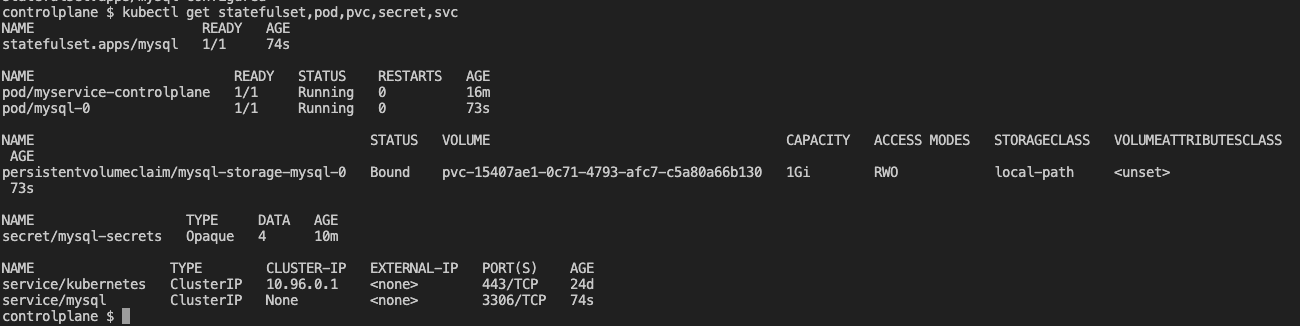 controlplane $ kubectl get statefulset,pod,pvc,secret,svc
NAME                     READY   AGE
statefulset.apps/mysql   1/1     74s

NAME                         READY   STATUS    RESTARTS   AGE
pod/myservice-controlplane   1/1     Running   0          16m
pod/mysql-0                  1/1     Running   0          73s

NAME                                          STATUS   VOLUME                                     CAPACITY   ACCESS MODES   STORAGECLASS   VOLUMEATTRIBUTESCLASS
 AGE
persistentvolumeclaim/mysql-storage-mysql-0   Bound    pvc-15407ae1-0c71-4793-afc7-c5a80a66b130   1Gi        RWO            local-path     <unset>
 73s

NAME                   TYPE     DATA   AGE
secret/mysql-secrets   Opaque   4      10m

NAME                 TYPE        CLUSTER-IP   EXTERNAL-IP   PORT(S)    AGE
service/kubernetes   ClusterIP   10.96.0.1    <none>        443/TCP    24d
service/mysql        ClusterIP   None         <none>        3306/TCP   74s
controlplane $